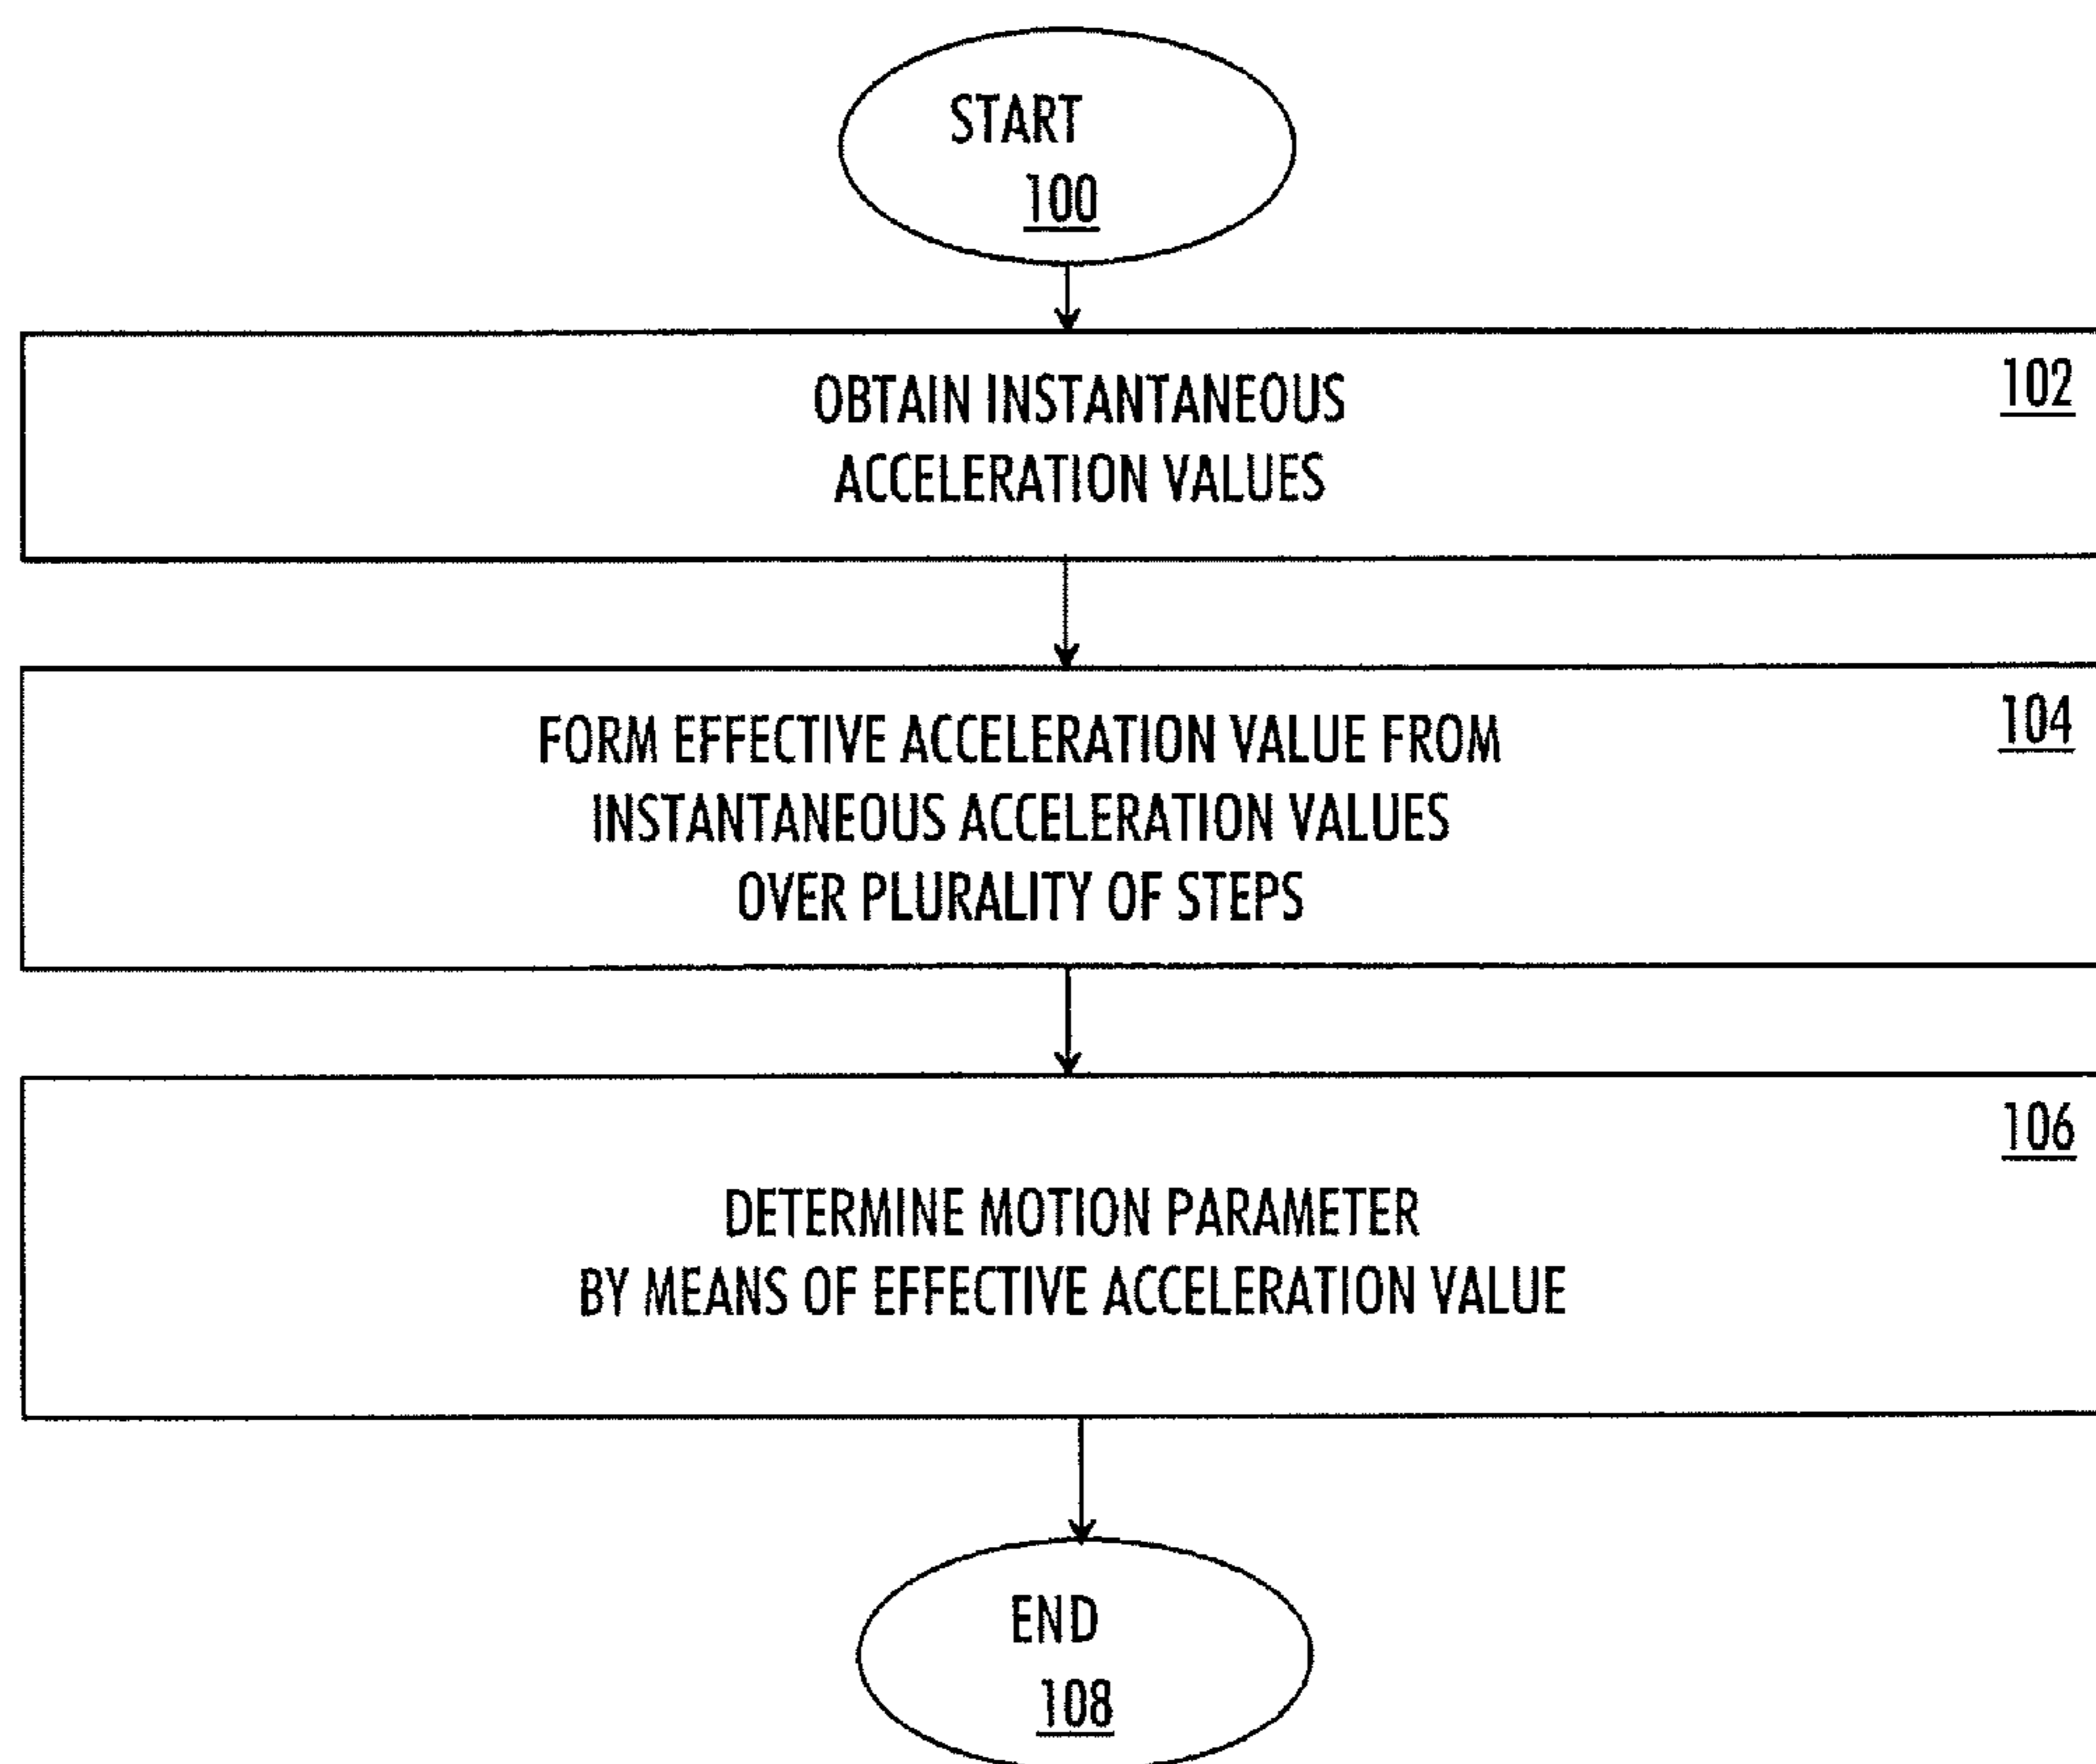 START
100
OBTAIN INSTANTANEOUS
ACCELERATION VALUES
102
FORM EFFECTIVE ACCELERATION VALUE FROM
INSTANTANEOUS ACCELERATION VALUES
OVER PLURALITY OF STEPS
104
DETERMINE MOTION PARAMETER
BY MEANS OF EFFECTIVE ACCELERATION VALUE
106
END
108